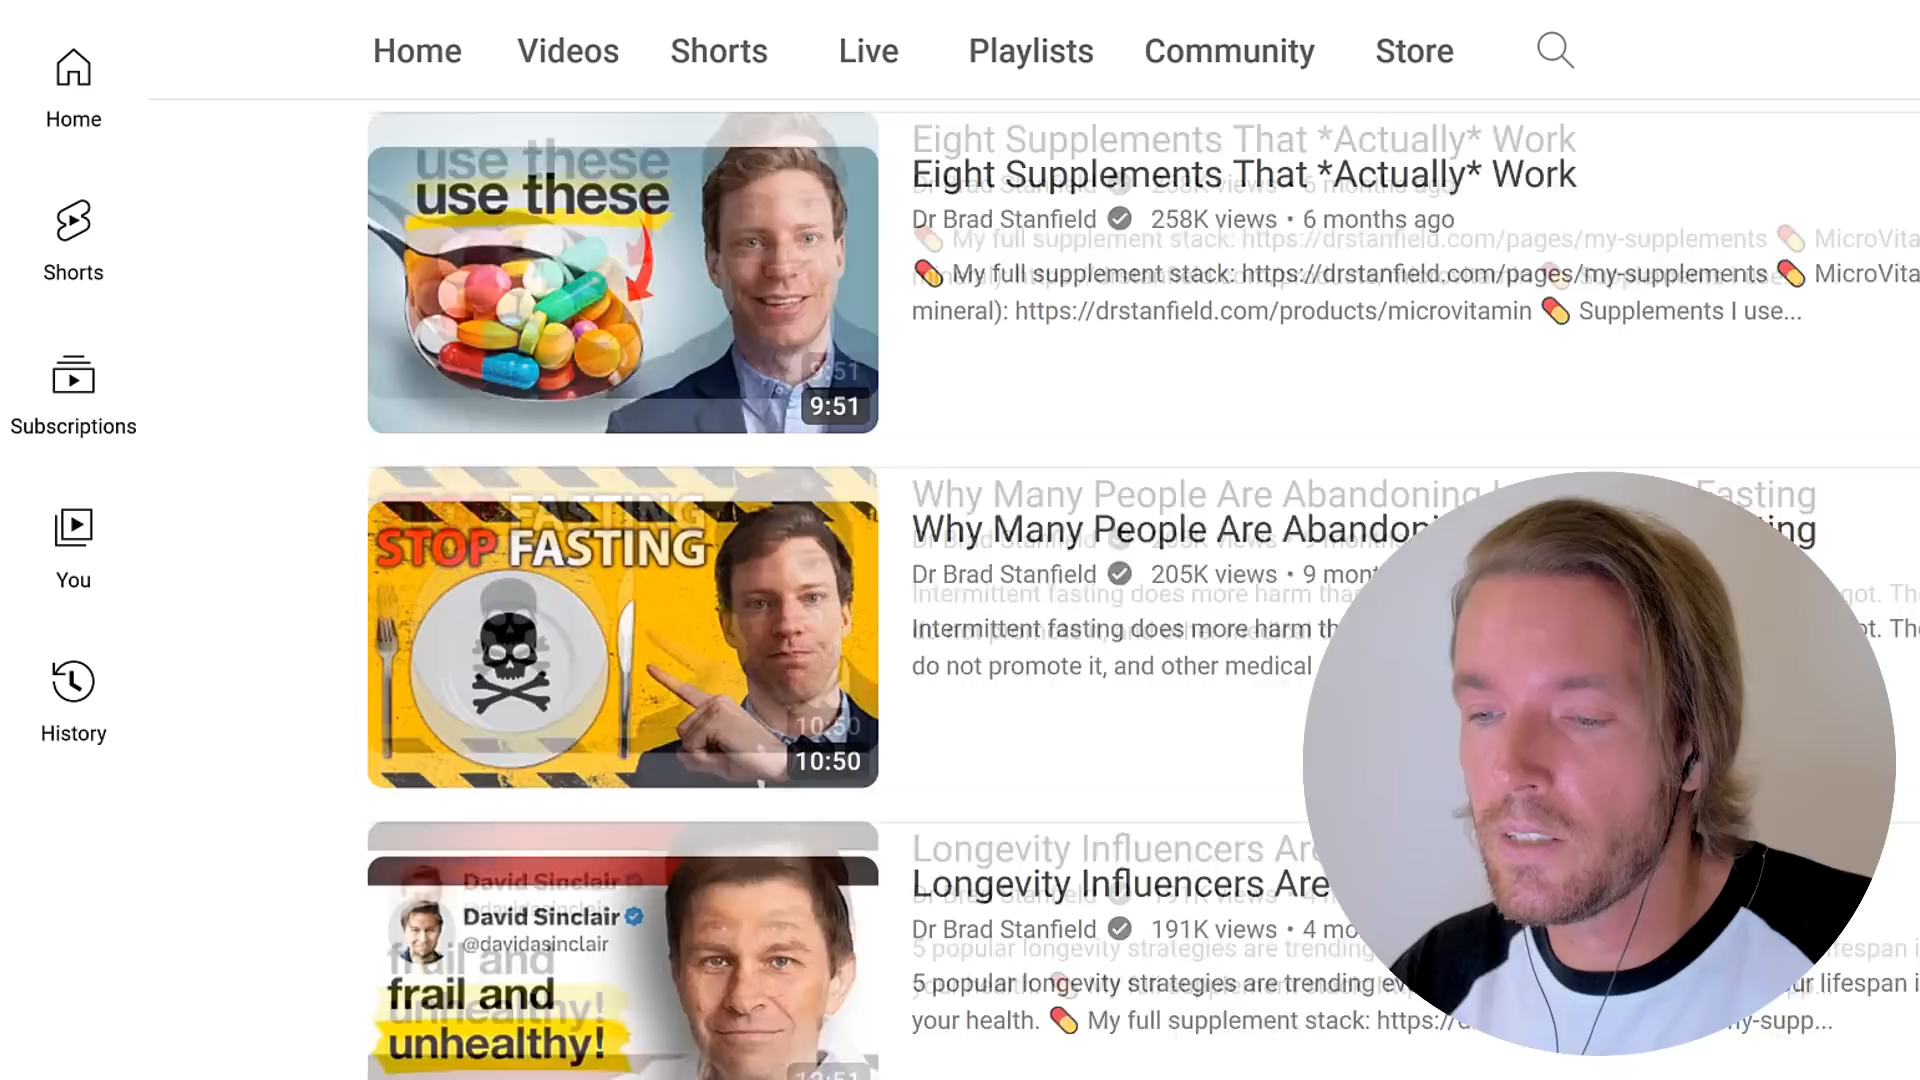 Home
Videos
Shorts
Live
Playlists
Community
Store
Home
Shorts
Subscriptions
You
History
use these
9:51
Eight Supplements That *Actually* Work
Dr Brad Stanfield 258K views • 6 months ago
My full supplement stack: https://drstanfield.com/pages/my-supplements MicroVita
mineral): https://drstanfield.com/products/microvitamin Supplements I use...
STOP FASTING
10:50
Why Many People Are Abandoning Fasting
Dr Brad Stanfield 205K views • 9 mont
Intermittent fasting does more harm
do not promote it, and other medical
David Sinclair
@davidasinclair
frail and
unhealthy!
Longevity Influencers Are
Dr Brad Stanfield 191K views • 4 mo
5 popular longevity strategies are trending lifespan
your health. My full supplement stack: https://